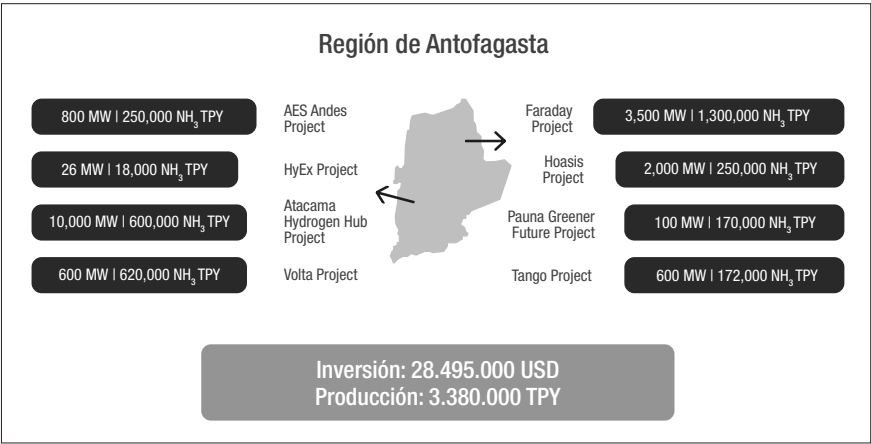 Región de Antofagasta
800 MW | 250,000 NH₃ TPY
AES Andes
Project
26 MW | 18,000 NH₃ TPY
HyEx Project
10,000 MW | 600,000 NH₃ TPY
Atacama
Hydrogen Hub
Project
600 MW | 620,000 NH₃ TPY
Volta Project
Faraday
Project
3,500 MW | 1,300,000 NH₃ TPY
Hoasis
Project
2,000 MW | 250,000 NH₃ TPY
Pauna Greener
Future Project
100 MW | 170,000 NH₃ TPY
Tango Project
600 MW | 172,000 NH₃ TPY
Inversión: 28.495.000 USD
Producción: 3.380.000 TPY